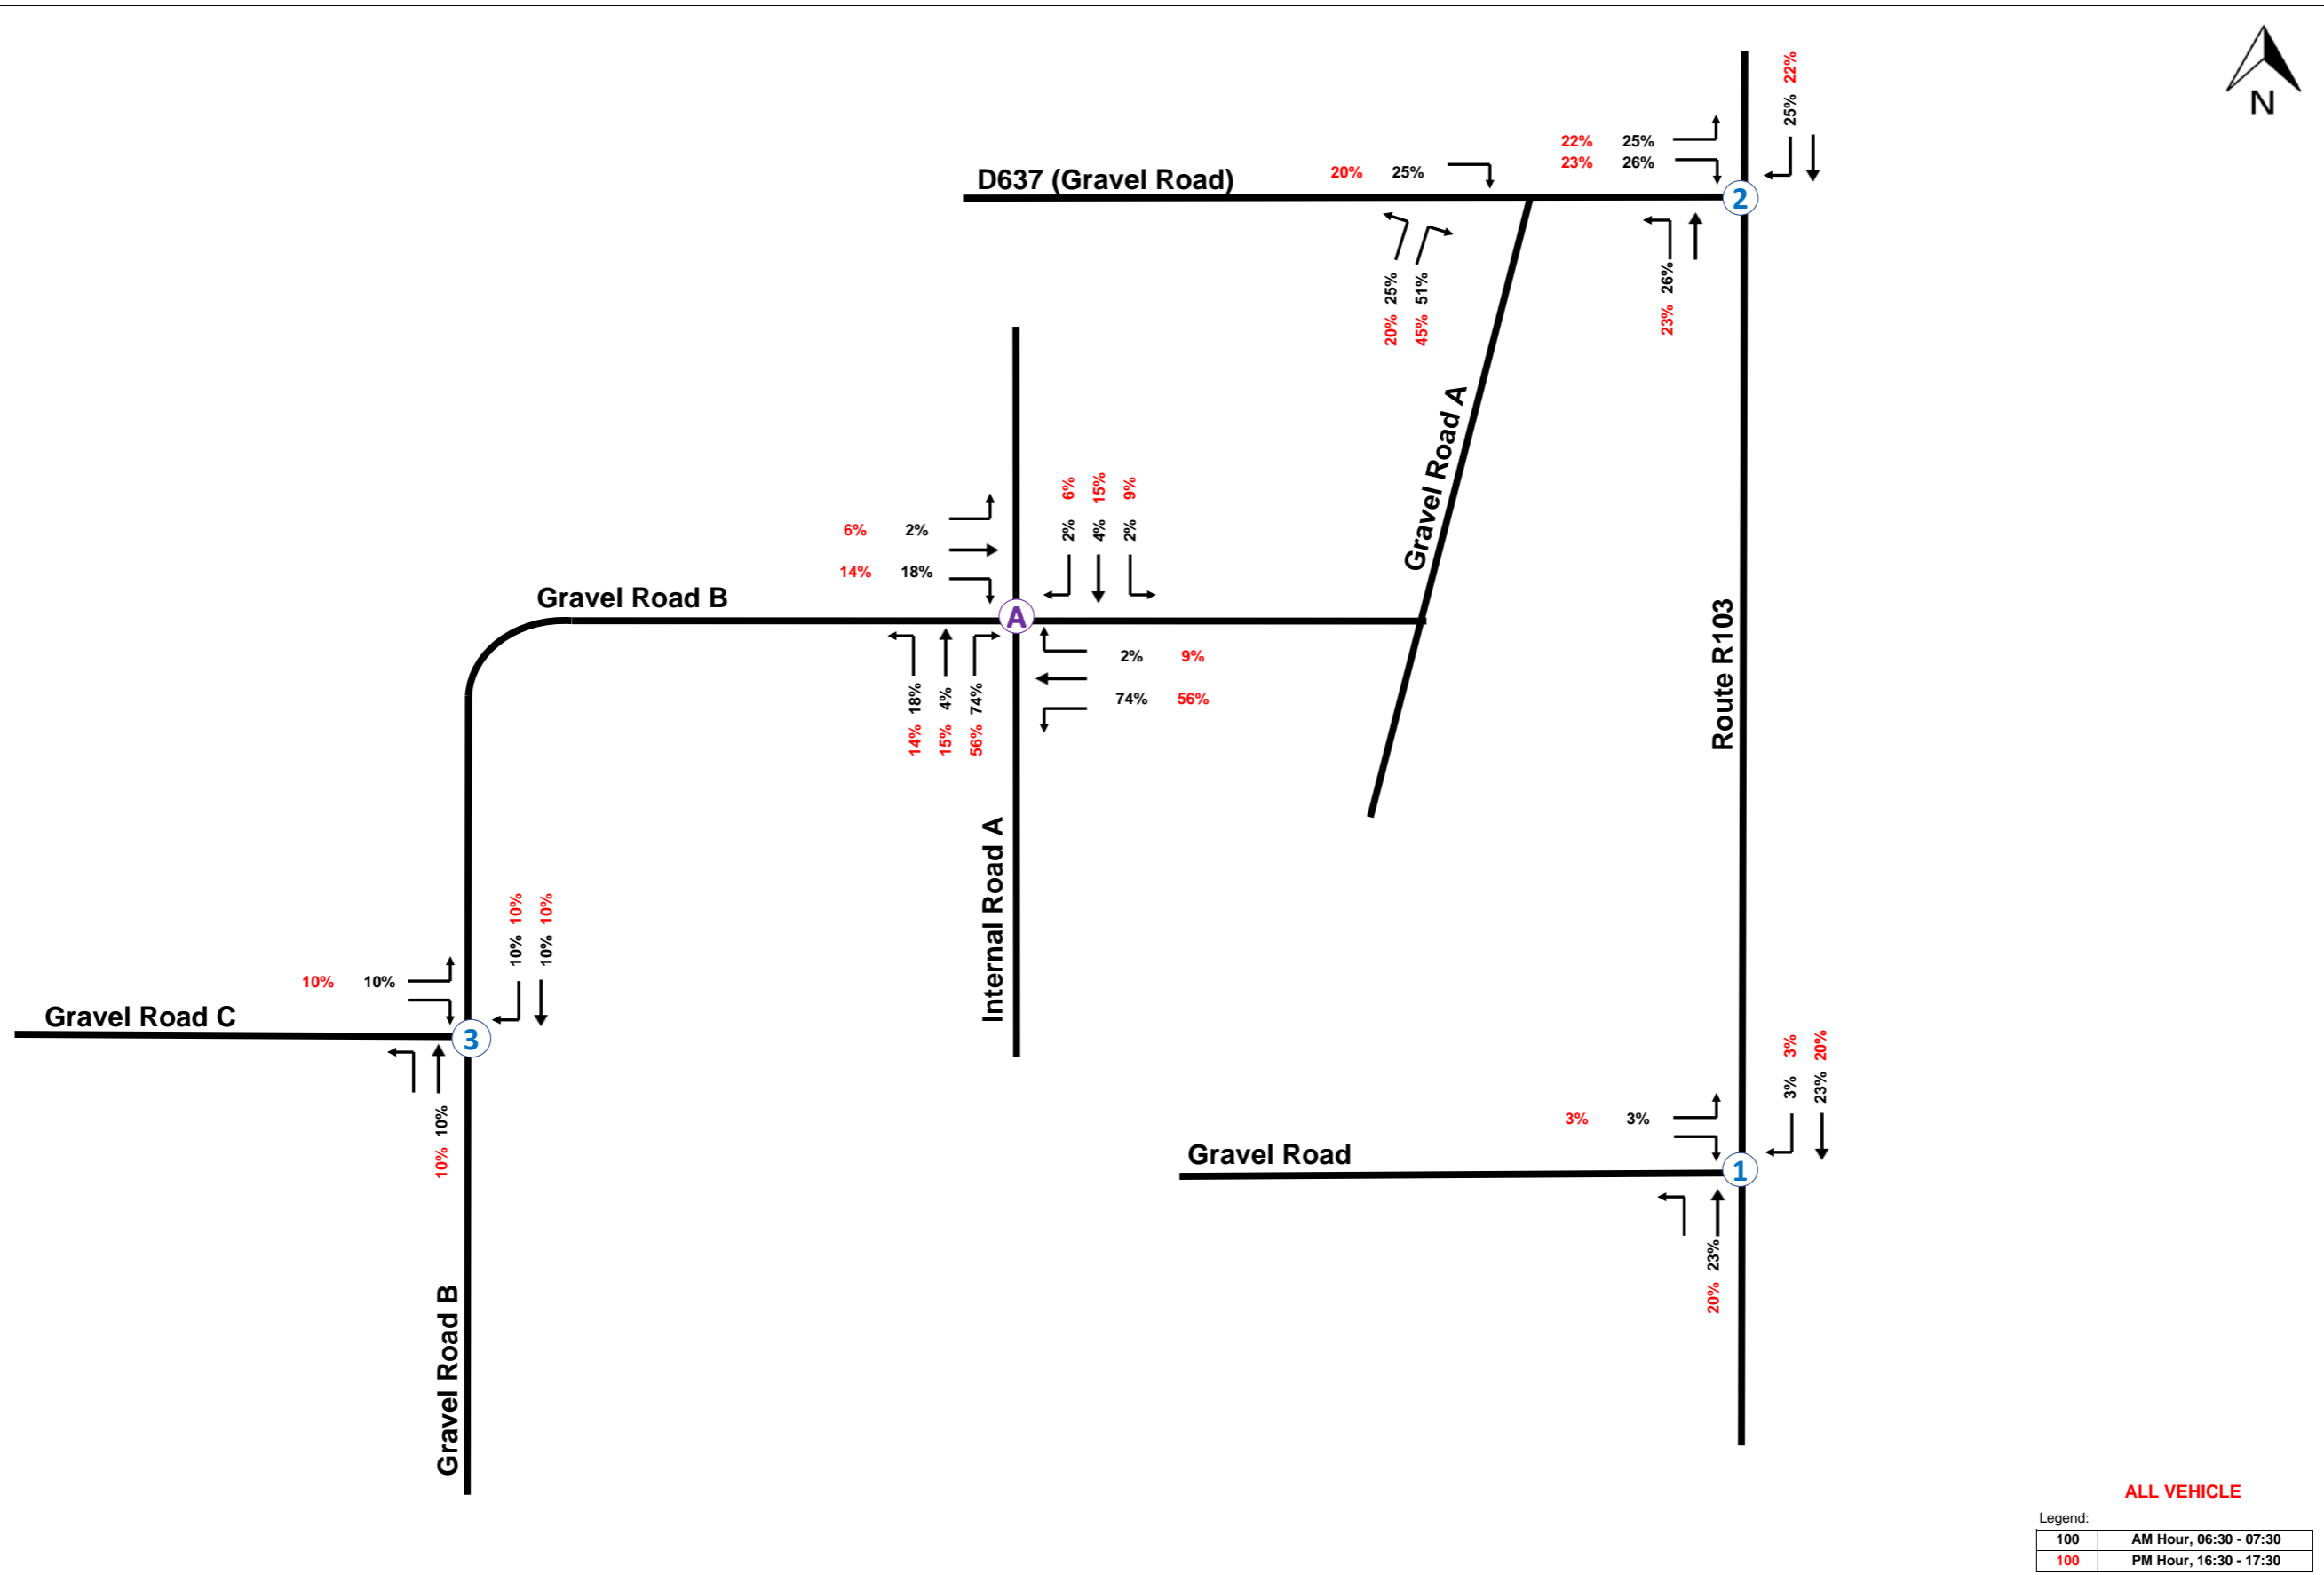 N
25% 22%
22% 25%
23% 26%
D637 (Gravel Road)
20% 25%
2
20% 25%
45% 51%
23% 26%
Gravel Road A
2% 6%
4% 15%
2% 9%
6% 2%
14% 18%
Gravel Road B
A
2% 9%
74% 56%
14% 18%
15% 4%
56% 74%
Route R103
Internal Road A
10% 10%
10% 10%
10% 10%
Gravel Road C
3
10% 10%
Gravel Road B
3% 3%
23% 20%
3% 3%
Gravel Road
1
20% 23%
ALL VEHICLE
Legend:
100 AM Hour, 06:30 - 07:30
100 PM Hour, 16:30 - 17:30